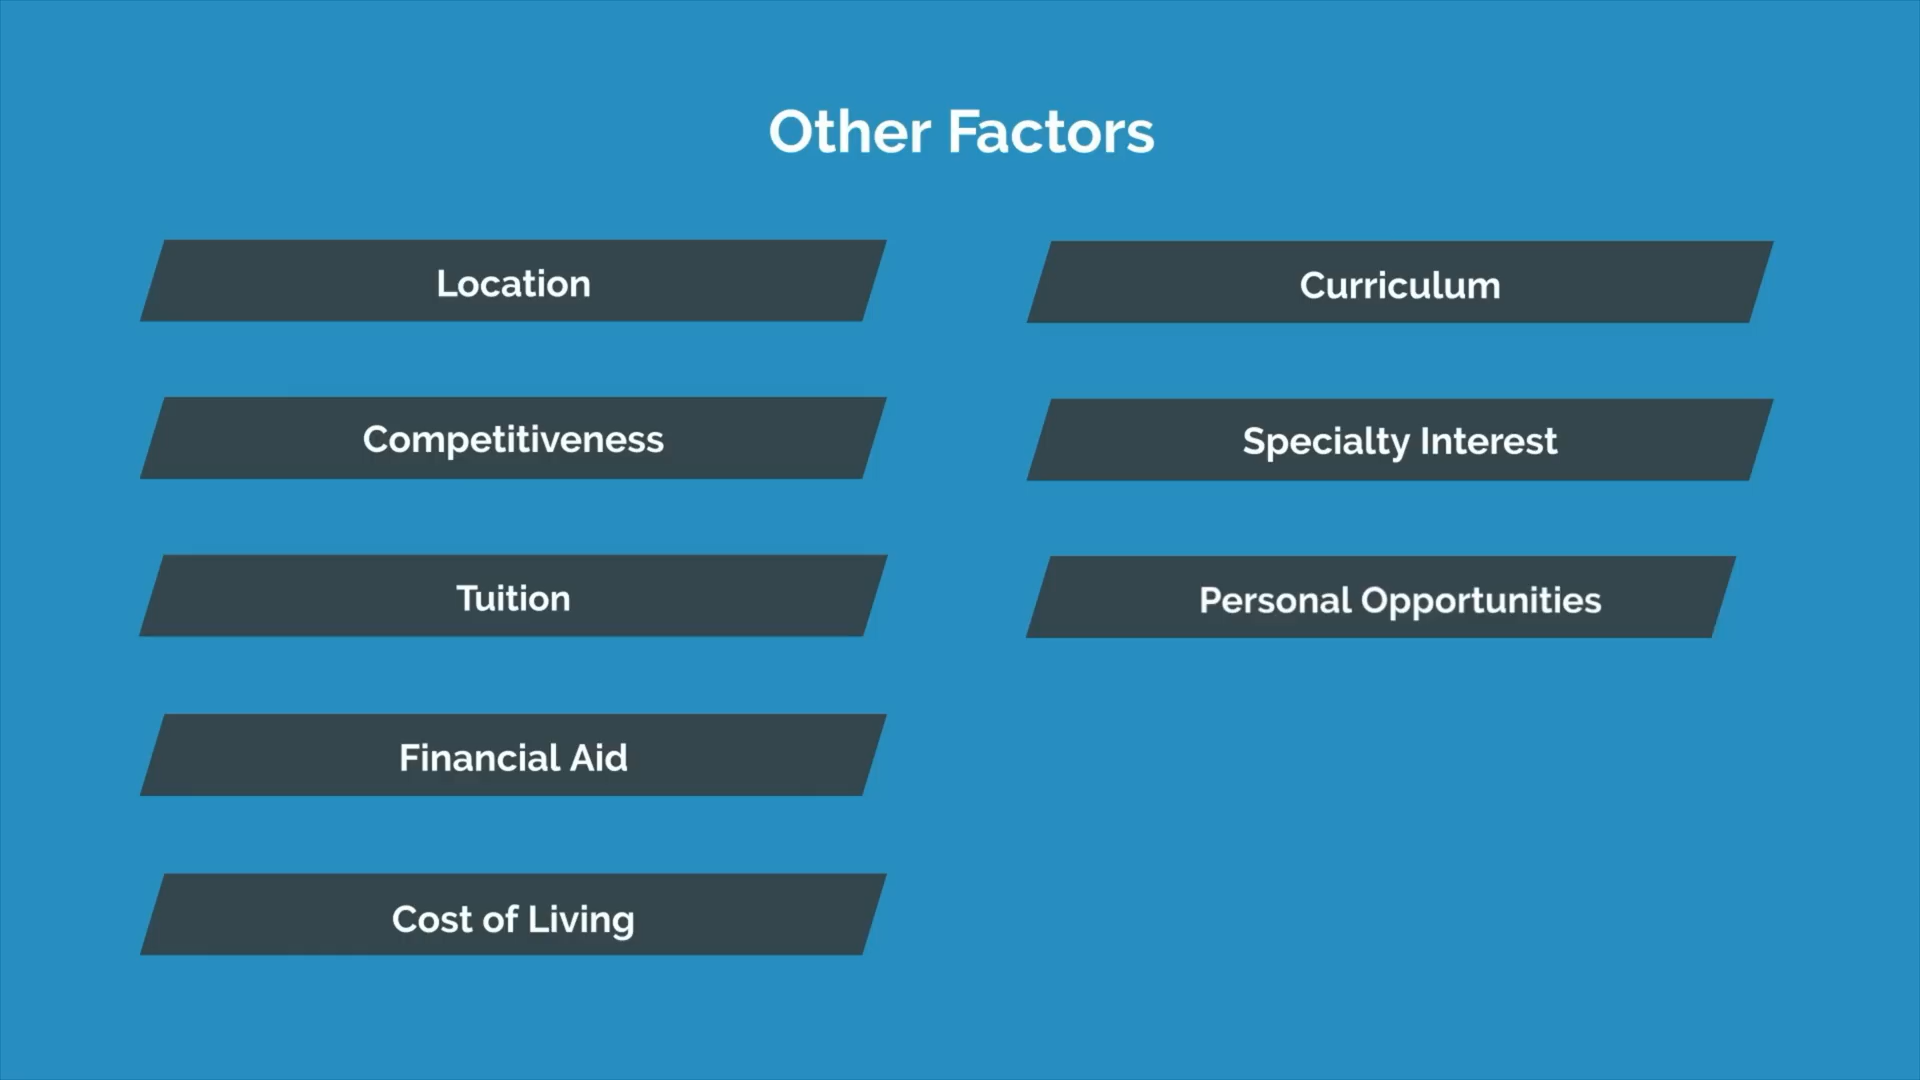 Other Factors
Location
Competitiveness
Tuition
Financial Aid
Cost of Living
Curriculum
Specialty Interest
Personal Opportunities